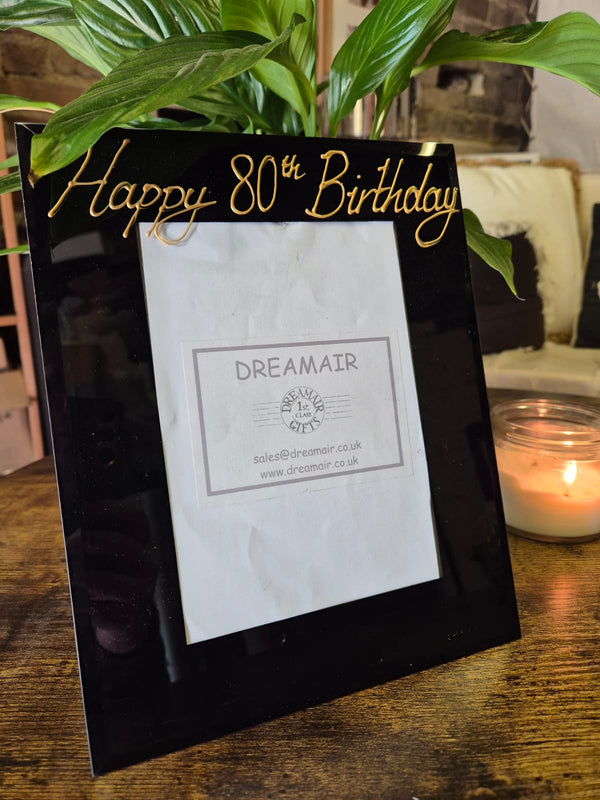 Happy 80th Birthday
DREAMAIR
DREAMAIR
1st
CLASS
GIFTS
sales@dreamair.co.uk
www.dreamair.co.uk